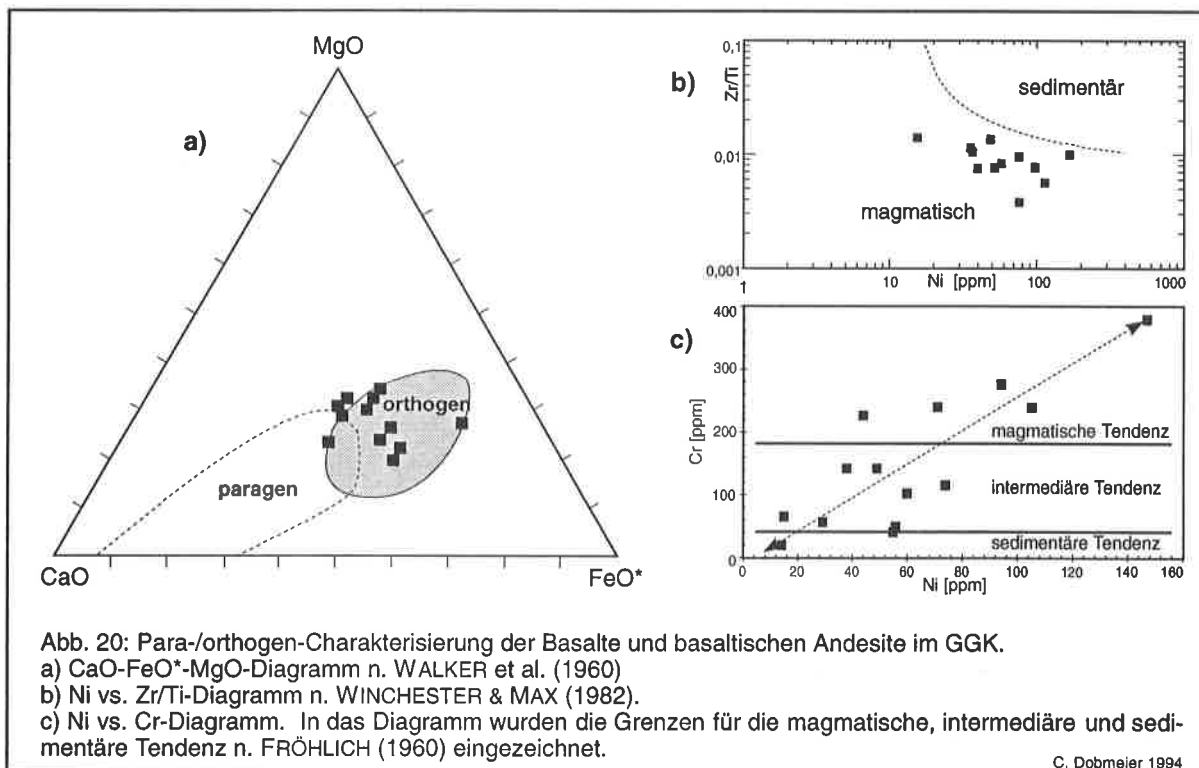 MgO
a)
orthogen
paragen
CaO
FeO*
b)
Zr/Ti
0,1
0,01
0,001
sedimentär
magmatisch
1
10
100
1000
Ni [ppm]
c)
Cr [ppm]
400
300
200
100
0
magmatische Tendenz
intermediäre Tendenz
sedimentäre Tendenz
0
20
40
60
80
100
120
140
160
Ni [ppm]
Abb. 20: Para-/orthogen-Charakterisierung der Basalte und basaltischen Andesite im GGK.
a) CaO-FeO*-MgO-Diagramm n. WALKER et al. (1960)
b) Ni vs. Zr/Ti-Diagramm n. WINCHESTER & MAX (1982).
c) Ni vs. Cr-Diagramm. In das Diagramm wurden die Grenzen für die magmatische, intermediäre und sedi-
mentäre Tendenz n. FRÖHLICH (1960) eingezeichnet.
C. Dobmeier 1994